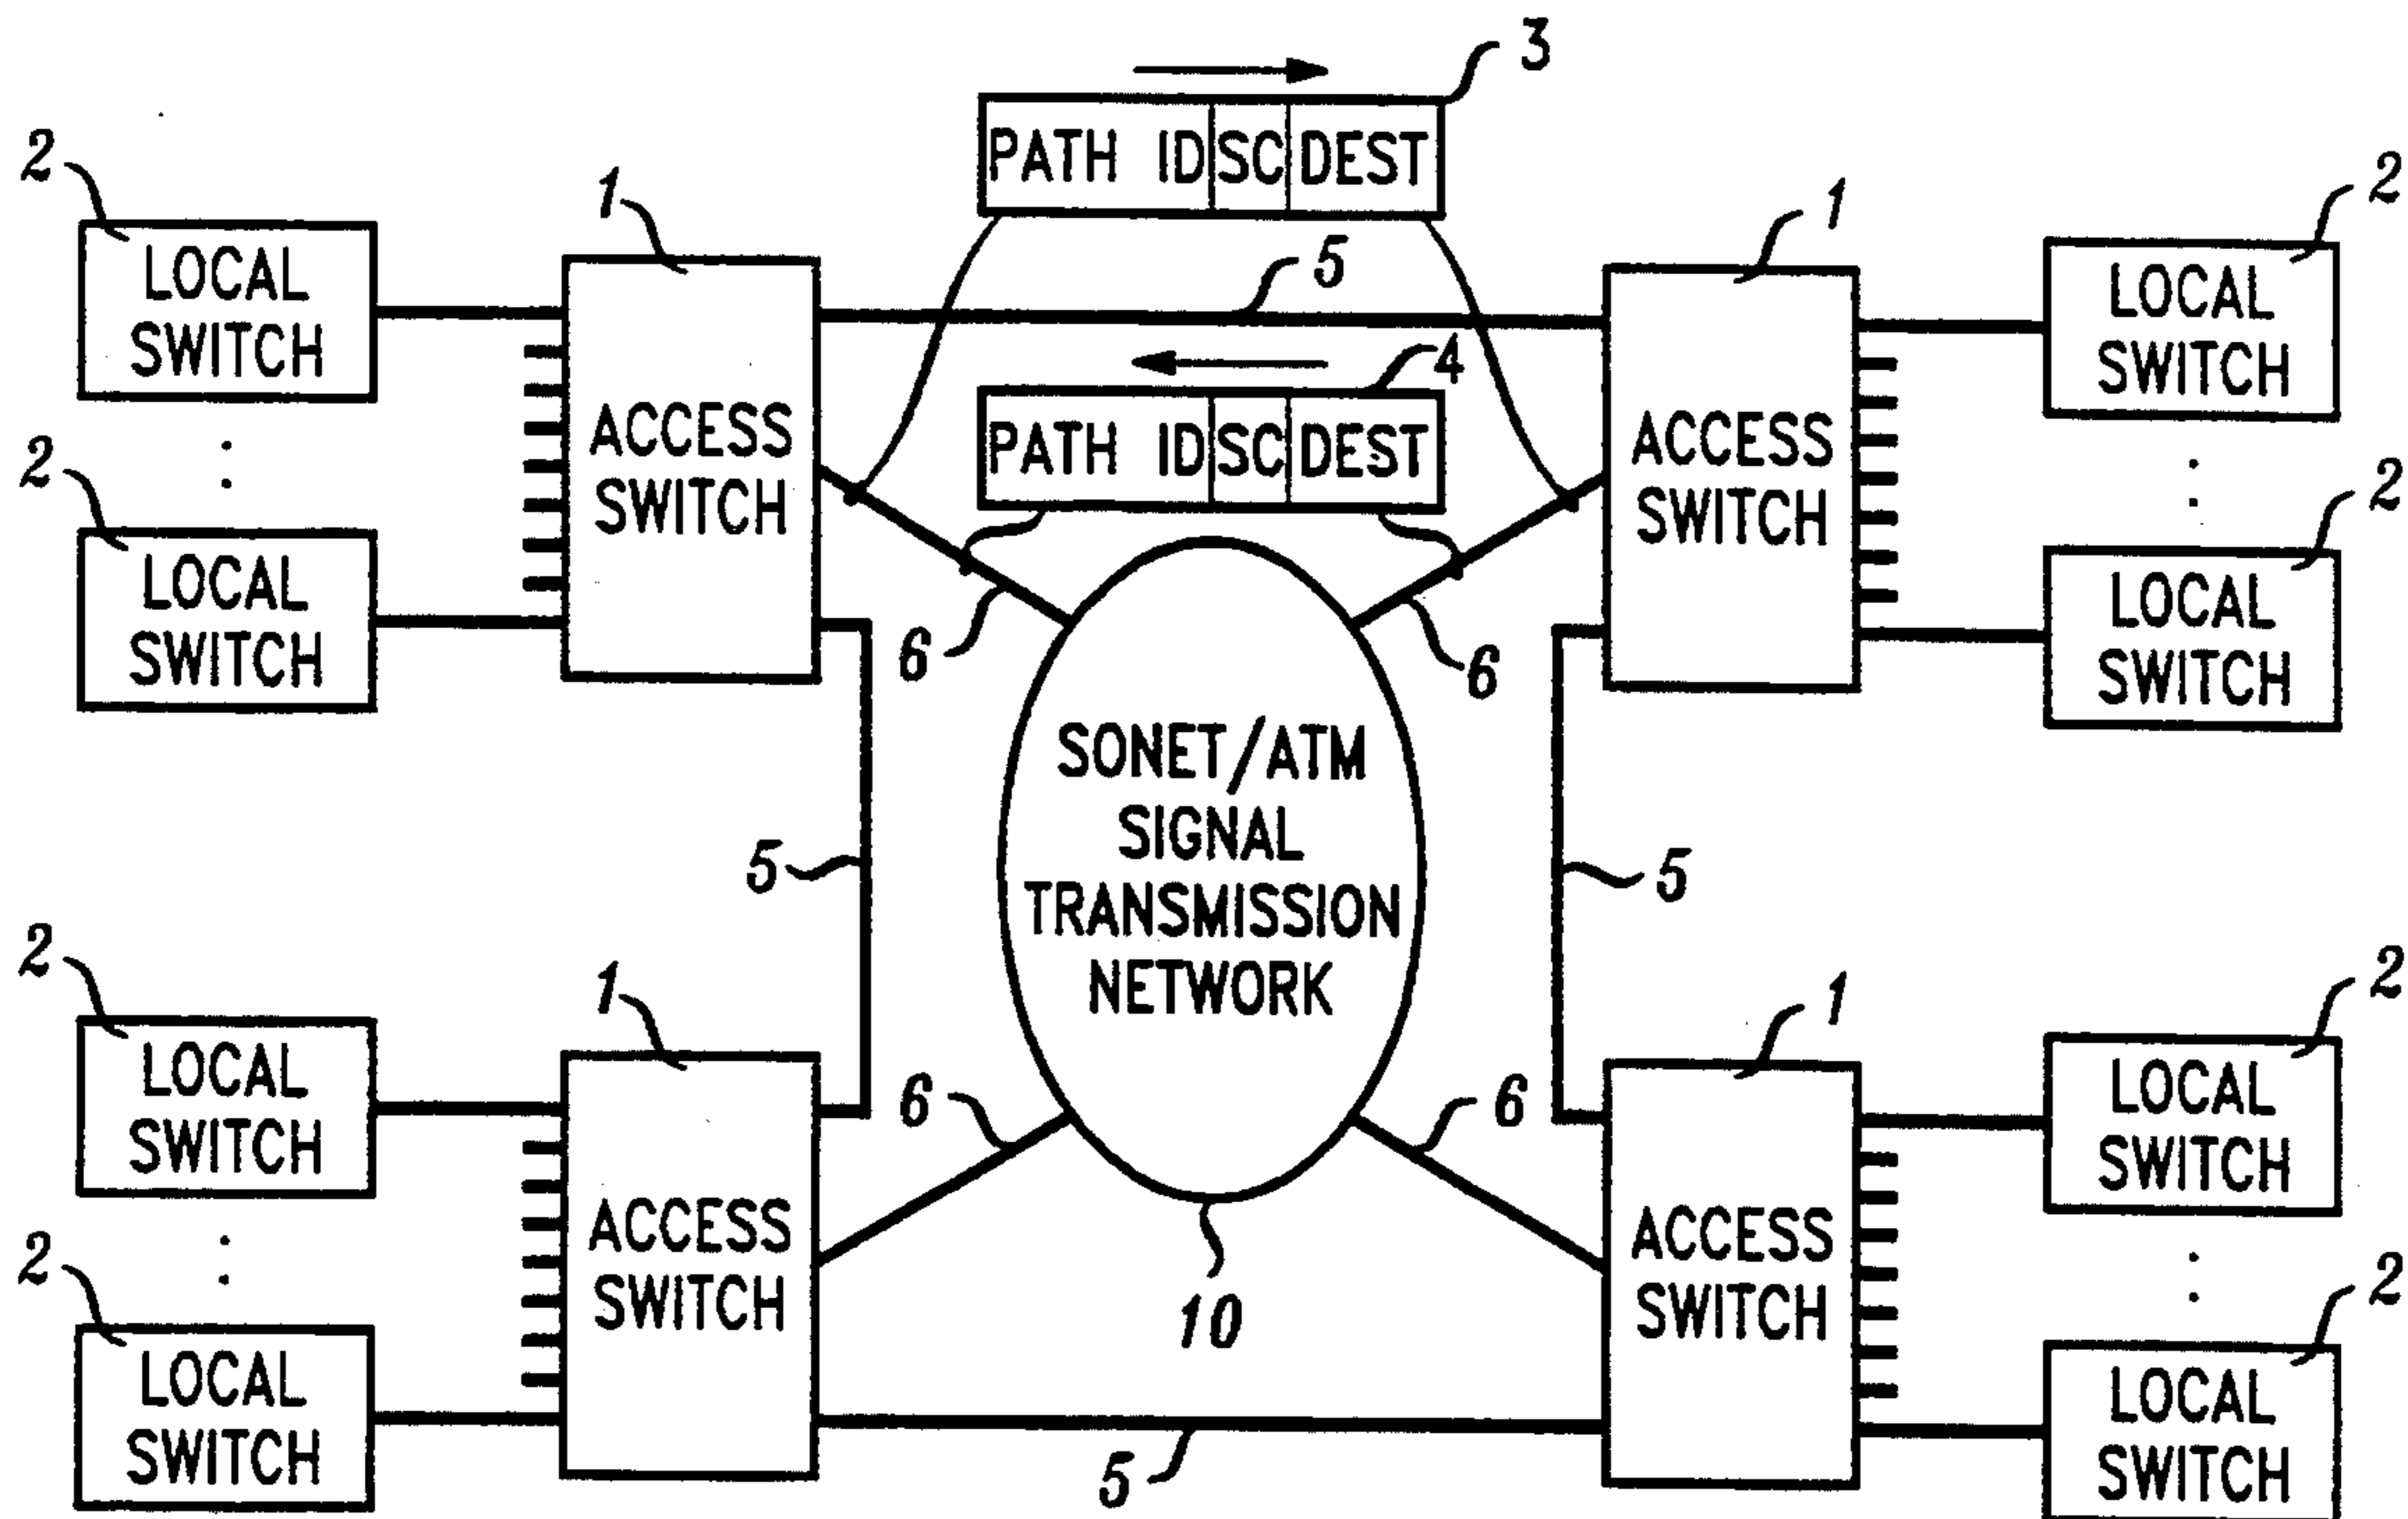 3
PATH ID SC DEST
2
1
1
2
LOCAL
SWITCH
5
LOCAL
SWITCH
4
PATH ID SC DEST
ACCESS
SWITCH
ACCESS
SWITCH
2
2
LOCAL
SWITCH
6
6
LOCAL
SWITCH
SONET/ATM
SIGNAL
TRANSMISSION
NETWORK
5
5
2
1
1
2
LOCAL
SWITCH
6
6
LOCAL
SWITCH
ACCESS
SWITCH
ACCESS
SWITCH
2
10
2
LOCAL
SWITCH
5
LOCAL
SWITCH